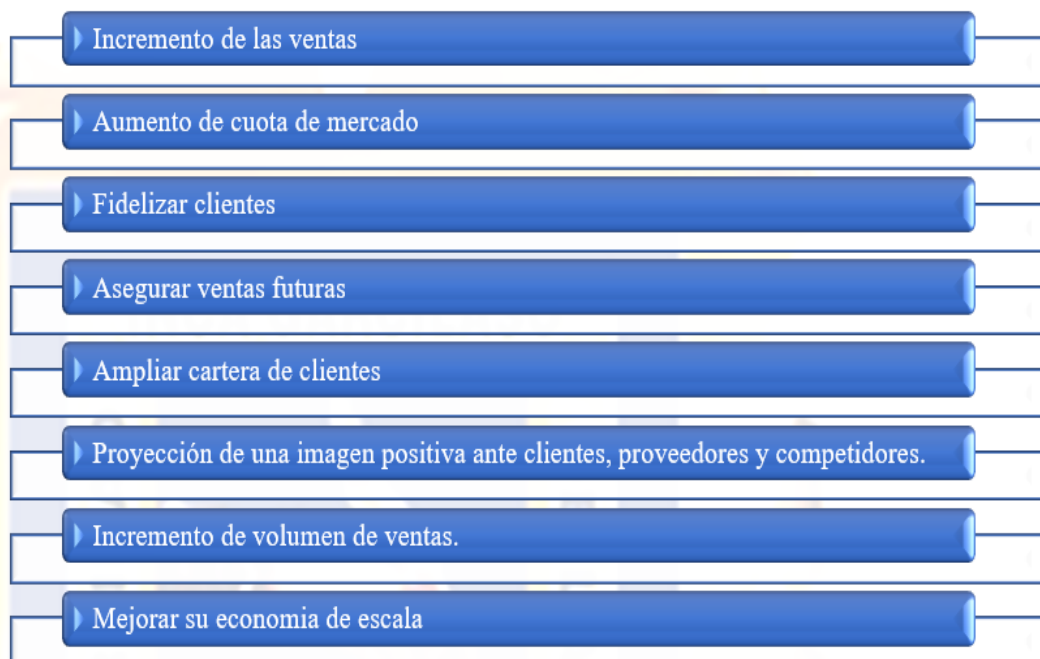 Incremento de las ventas
Aumento de cuota de mercado
Fidelizar clientes
Asegurar ventas futuras
Ampliar cartera de clientes
Proyección de una imagen positiva ante clientes, proveedores y competidores.
Incremento de volumen de ventas.
Mejorar su economia de escala